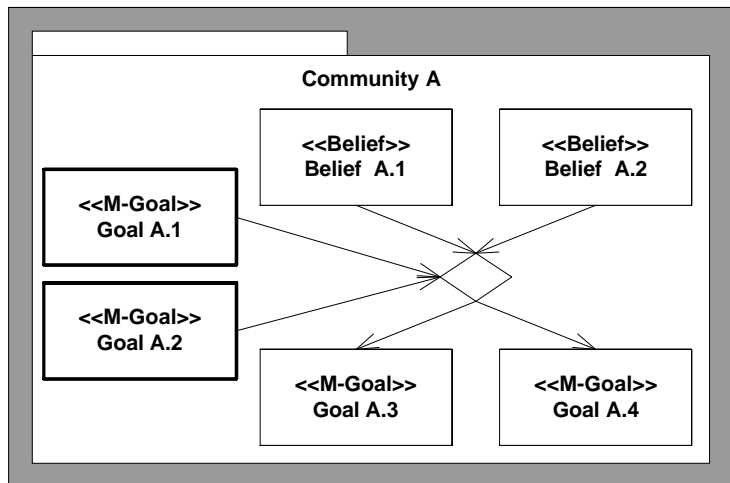 Community A
<<Belief>>
Belief A.1
<<Belief>>
Belief A.2
<<M-Goal>>
Goal A.1
<<M-Goal>>
Goal A.2
<<M-Goal>>
Goal A.3
<<M-Goal>>
Goal A.4